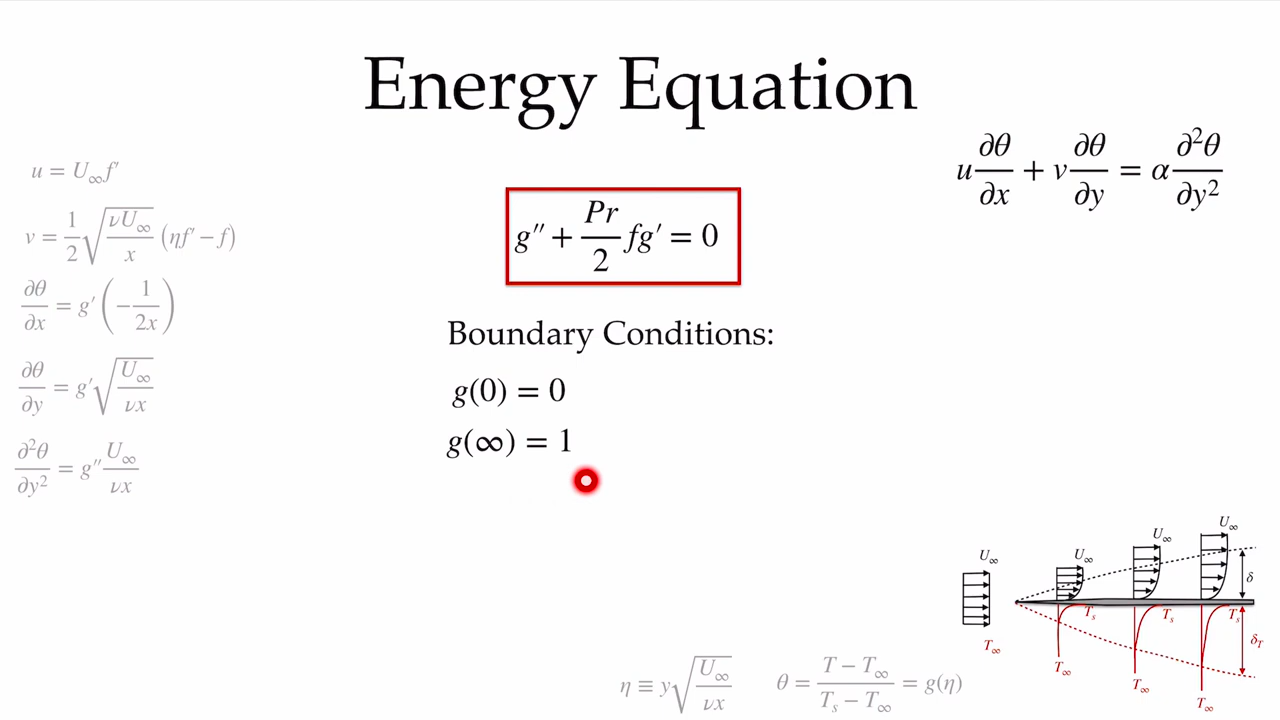 Energy Equation
u ∂θ/∂x + v ∂θ/∂y = α ∂²θ/∂y²
u = U∞f′
v = 1/2 √(νU∞/x) (ηf′ − f)
∂θ/∂x = g′ (−1/2x)
∂θ/∂y = g′ √(U∞/νx)
∂²θ/∂y² = g″ U∞/νx
g″ + Pr/2 fg′ = 0
Boundary Conditions:
g(0) = 0
g(∞) = 1
η ≡ y √(U∞/νx)
θ = (T − T∞)/(Ts − T∞) = g(η)
U∞ U∞ U∞ U∞
δ
Ts Ts Ts
δT
T∞ T∞ T∞ T∞